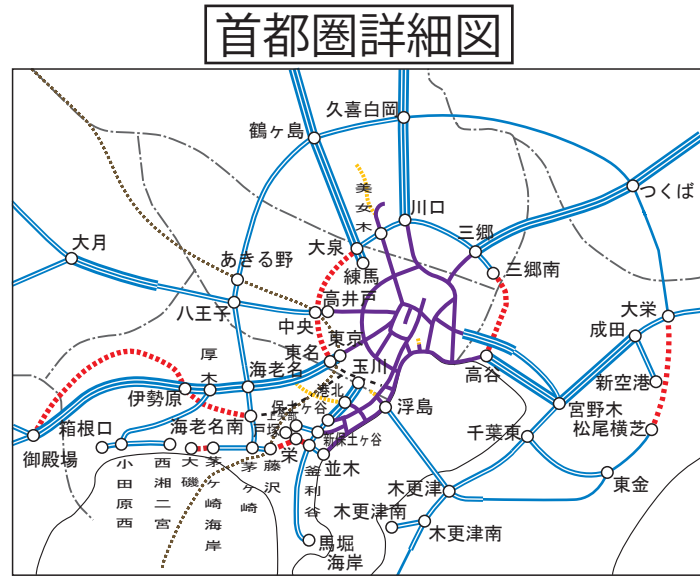 首都圏詳細図
久喜白岡
鶴ヶ島
つくば
美女木
川口
三郷
大月
大泉
あきる野
練馬
三郷南
八王子
高井戸
中央
大栄
成田
東京
東名
厚木
海老名
玉川
高谷
新空港
伊勢原
港北
保土ヶ谷
浮島
宮野木
箱根口
海老名南
戸塚
新保土ヶ谷
千葉東
松尾横芝
御殿場
栄
並木
小田原西
西湘二宮
大磯
茅ヶ崎海岸
茅ヶ崎
藤沢
釜利谷
木更津
東金
木更津南
木更津南
馬堀
海岸